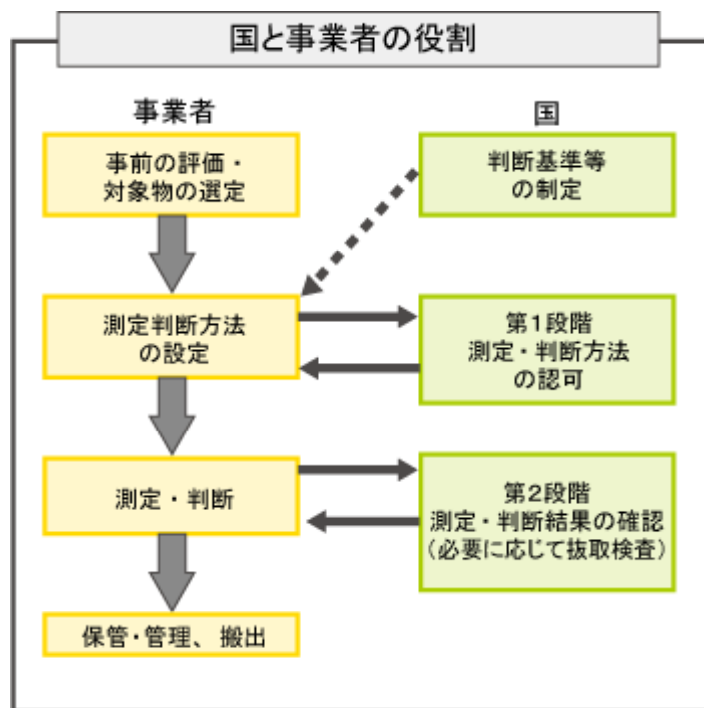 国と事業者の役割
事業者
国
事前の評価・
対象物の選定
判断基準等
の制定
測定判断方法
の設定
第1段階
測定・判断方法
の認可
測定・判断
第2段階
測定・判断結果の確認
（必要に応じて抜取検査）
保管・管理、搬出